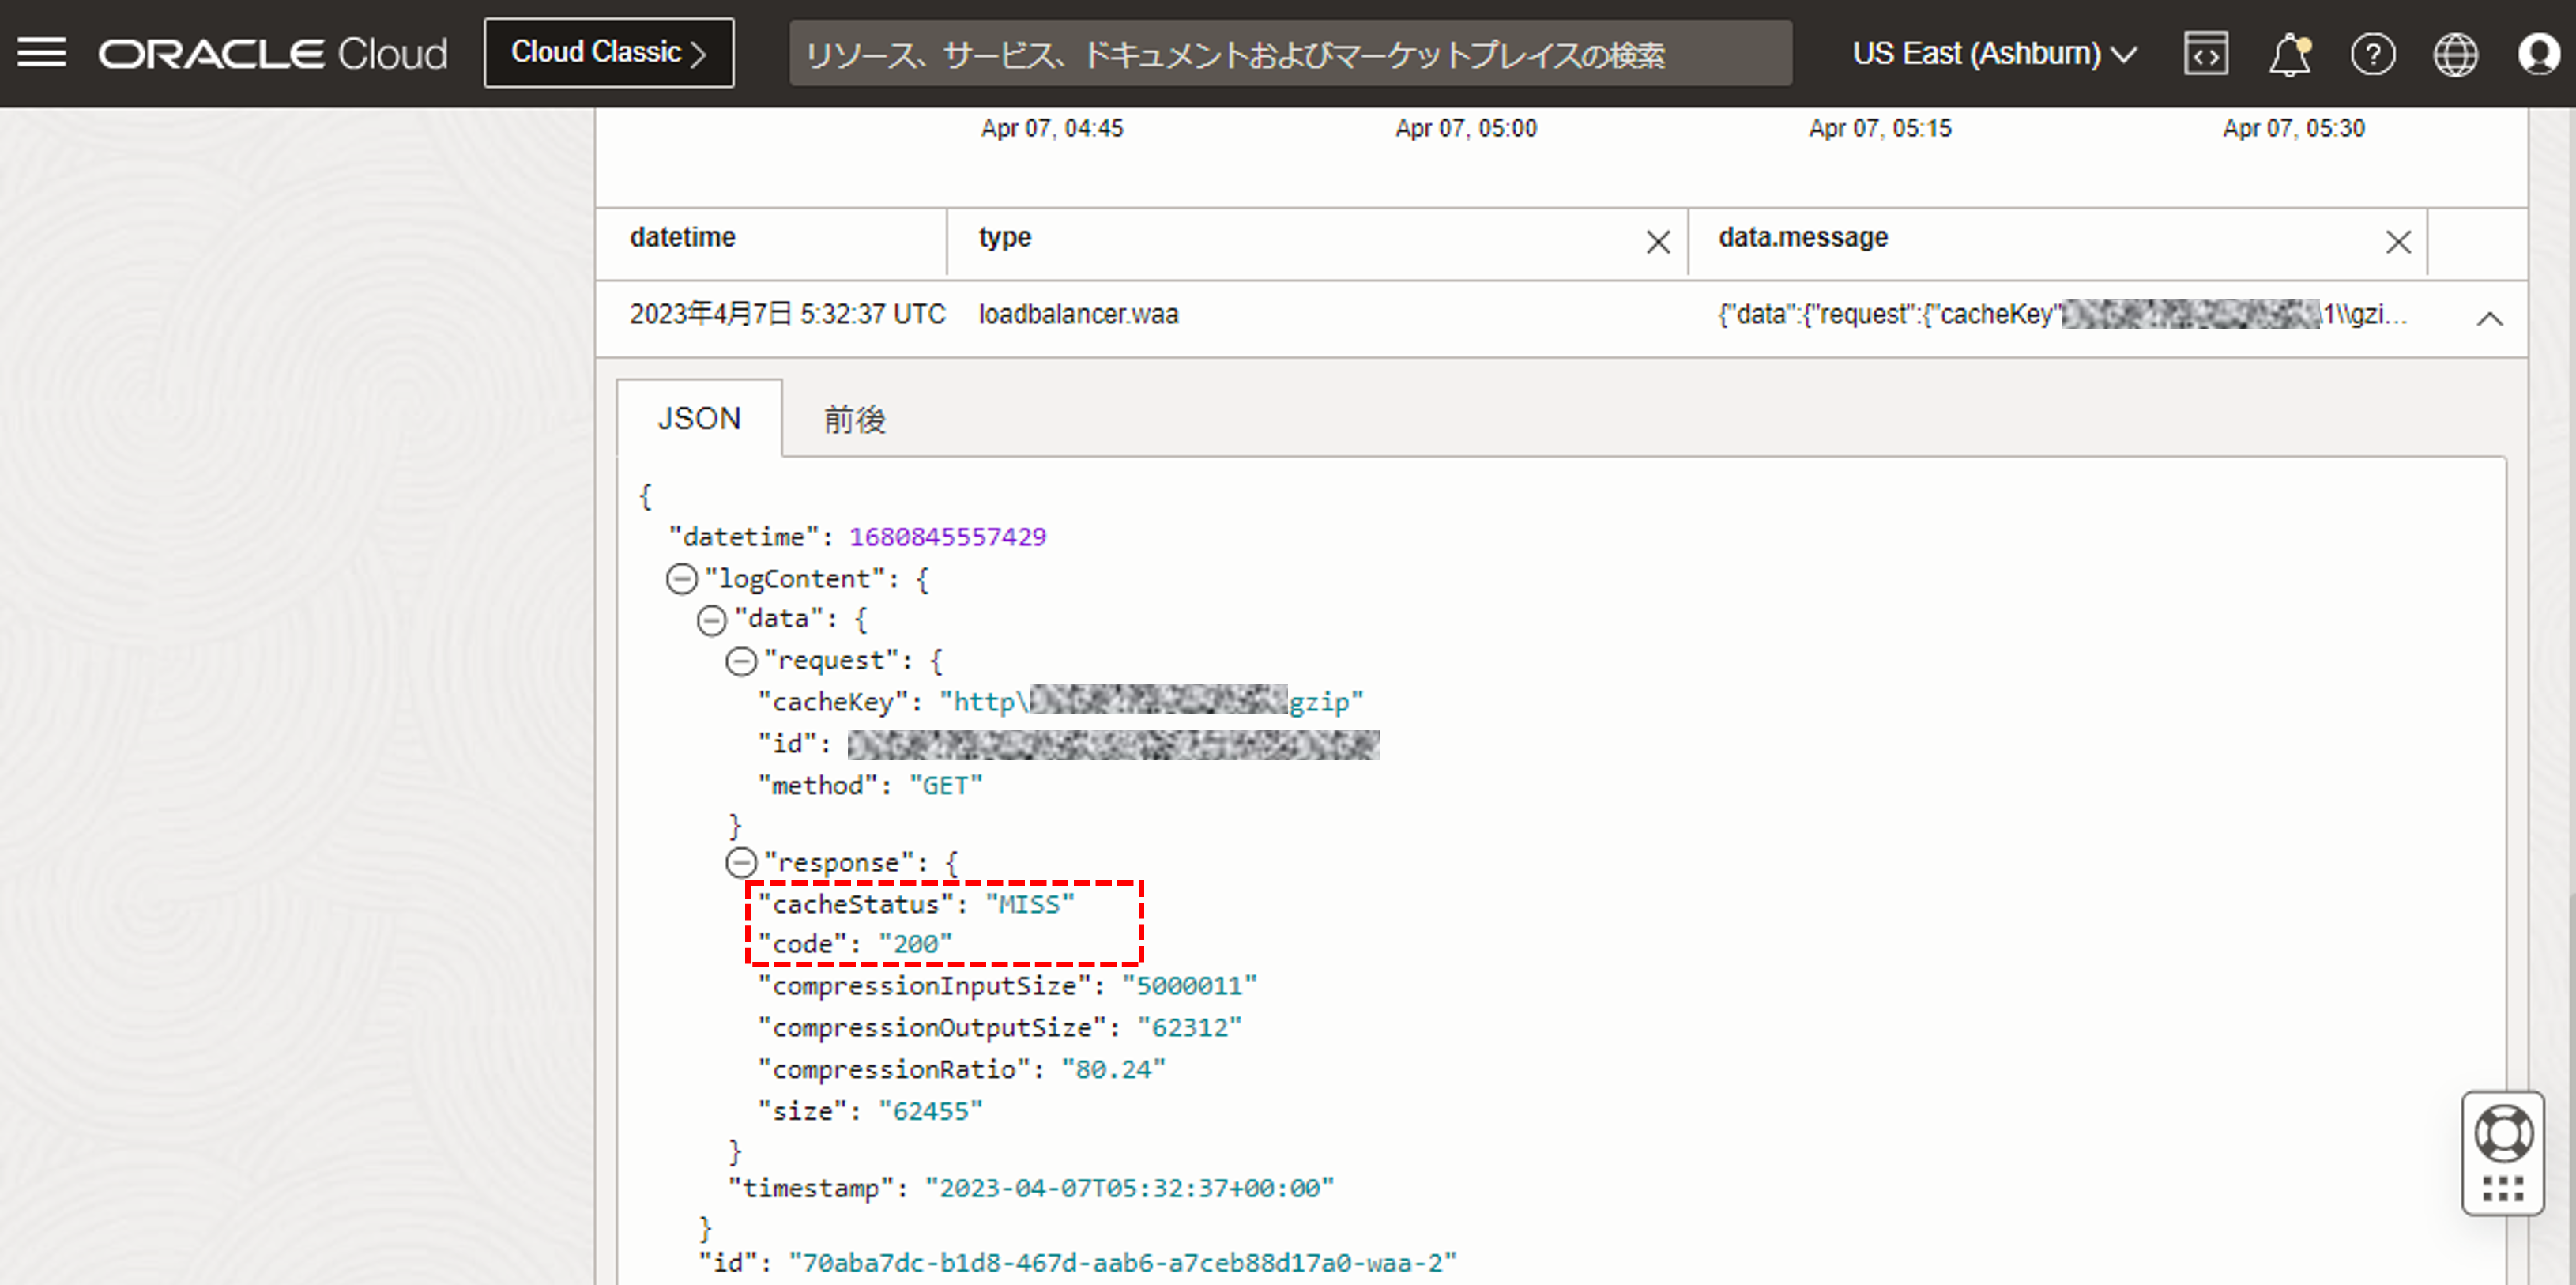 ORACLE Cloud
Cloud Classic
リソース、サービス、ドキュメントおよびマーケットプレイスの検索
US East (Ashburn)
Apr 07, 04:45
Apr 07, 05:00
Apr 07, 05:15
Apr 07, 05:30
datetime
type
data.message
2023年4月7日 5:32:37 UTC
loadbalancer.waa
{"data":{"request":{"cacheKey" 1\\gzi...
JSON
前後
{
"datetime": 1680845557429
"logContent": {
"data": {
"request": {
"cacheKey": "http\ gzip"
"id":
"method": "GET"
}
"response": {
"cacheStatus": "MISS"
"code": "200"
"compressionInputSize": "5000011"
"compressionOutputSize": "62312"
"compressionRatio": "80.24"
"size": "62455"
}
"timestamp": "2023-04-07T05:32:37+00:00"
}
"id": "70aba7dc-b1d8-467d-aab6-a7ceb88d17a0-waa-2"